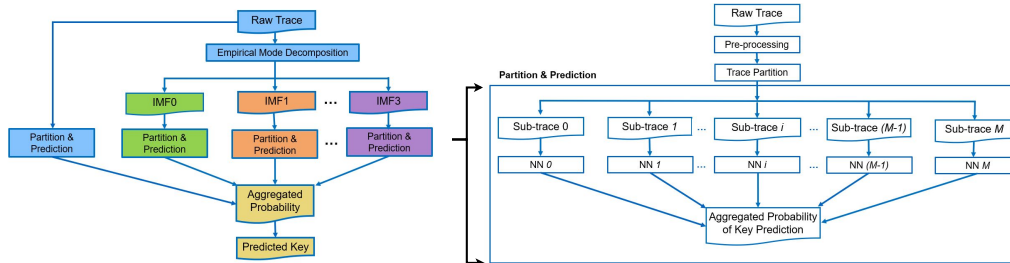 Raw Trace
Empirical Mode Decomposition
IMF0
IMF1
...
IMF3
Partition &
Prediction
Partition &
Prediction
Partition &
Prediction
...
Partition &
Prediction
Aggregated
Probability
Predicted Key
Raw Trace
Pre-processing
Trace Partition
Partition & Prediction
Sub-trace 0
Sub-trace 1
...
Sub-trace i
...
Sub-trace (M-1)
Sub-trace M
NN 0
NN 1
...
NN i
...
NN (M-1)
NN M
Aggregated Probability
of Key Prediction